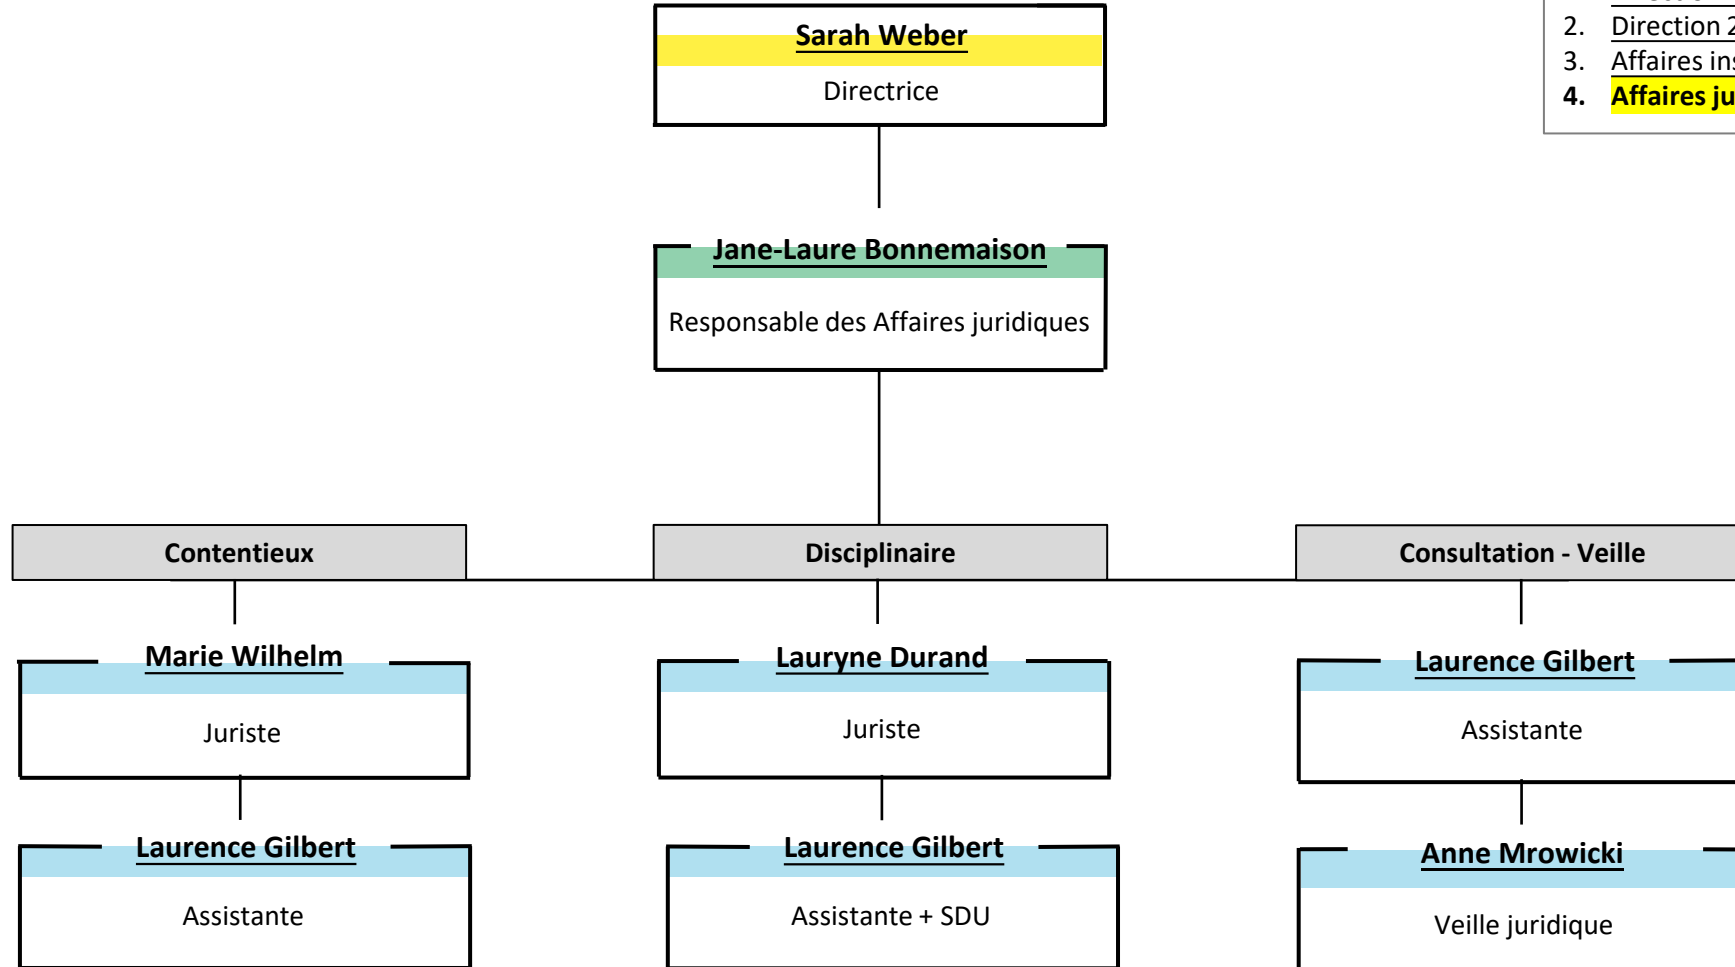 Sarah Weber
Directrice
2. Direction 2
3. Affaires
4. Affaires
Jane-Laure Bonnemaison
Responsable des Affaires juridiques
Contentieux
Disciplinaire
Consultation - Veille
Marie Wilhelm
Juriste
Lauryne Durand
Juriste
Laurence Gilbert
Assistante
Laurence Gilbert
Assistante
Laurence Gilbert
Assistante + SDU
Anne Mrowicki
Veille juridique